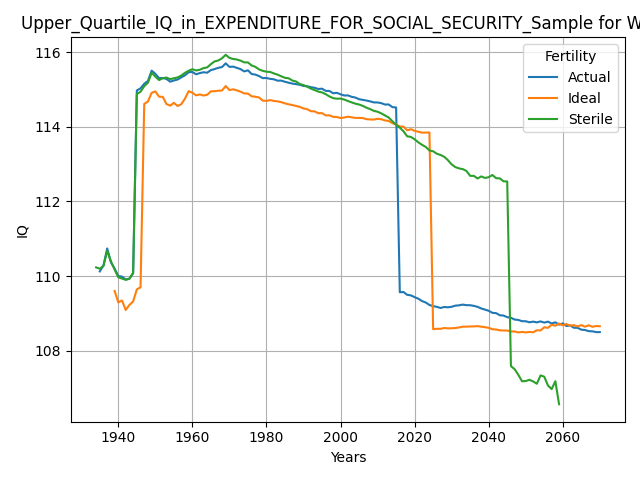 Upper_Quartile_IQ_in_EXPENDITURE_FOR_SOCIAL_SECURITY_Sample for W
Fertility
Actual
Ideal
Sterile
116
114
112
110
108
IQ
1940 1960 1980 2000 2020 2040 2060
Years